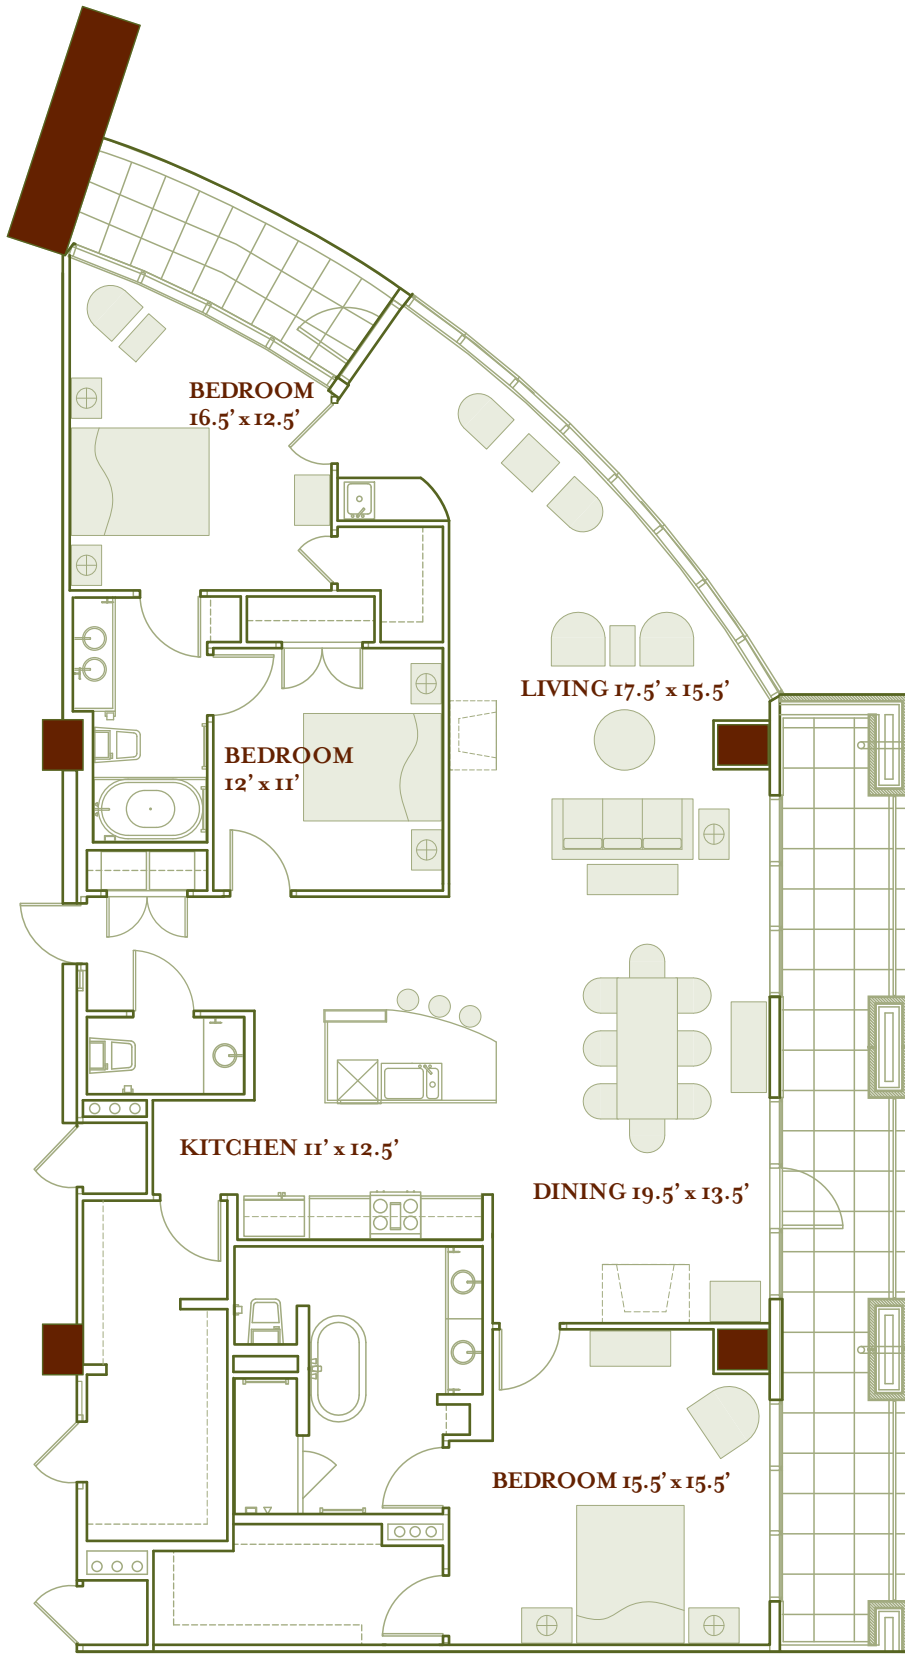 BEDROOM
16.5’ x 12.5’
LIVING 17.5’ x 15.5’
BEDROOM
12’ x 11’
KITCHEN 11’ x 12.5’
DINING 19.5’ x 13.5’
BEDROOM 15.5’ x 15.5’